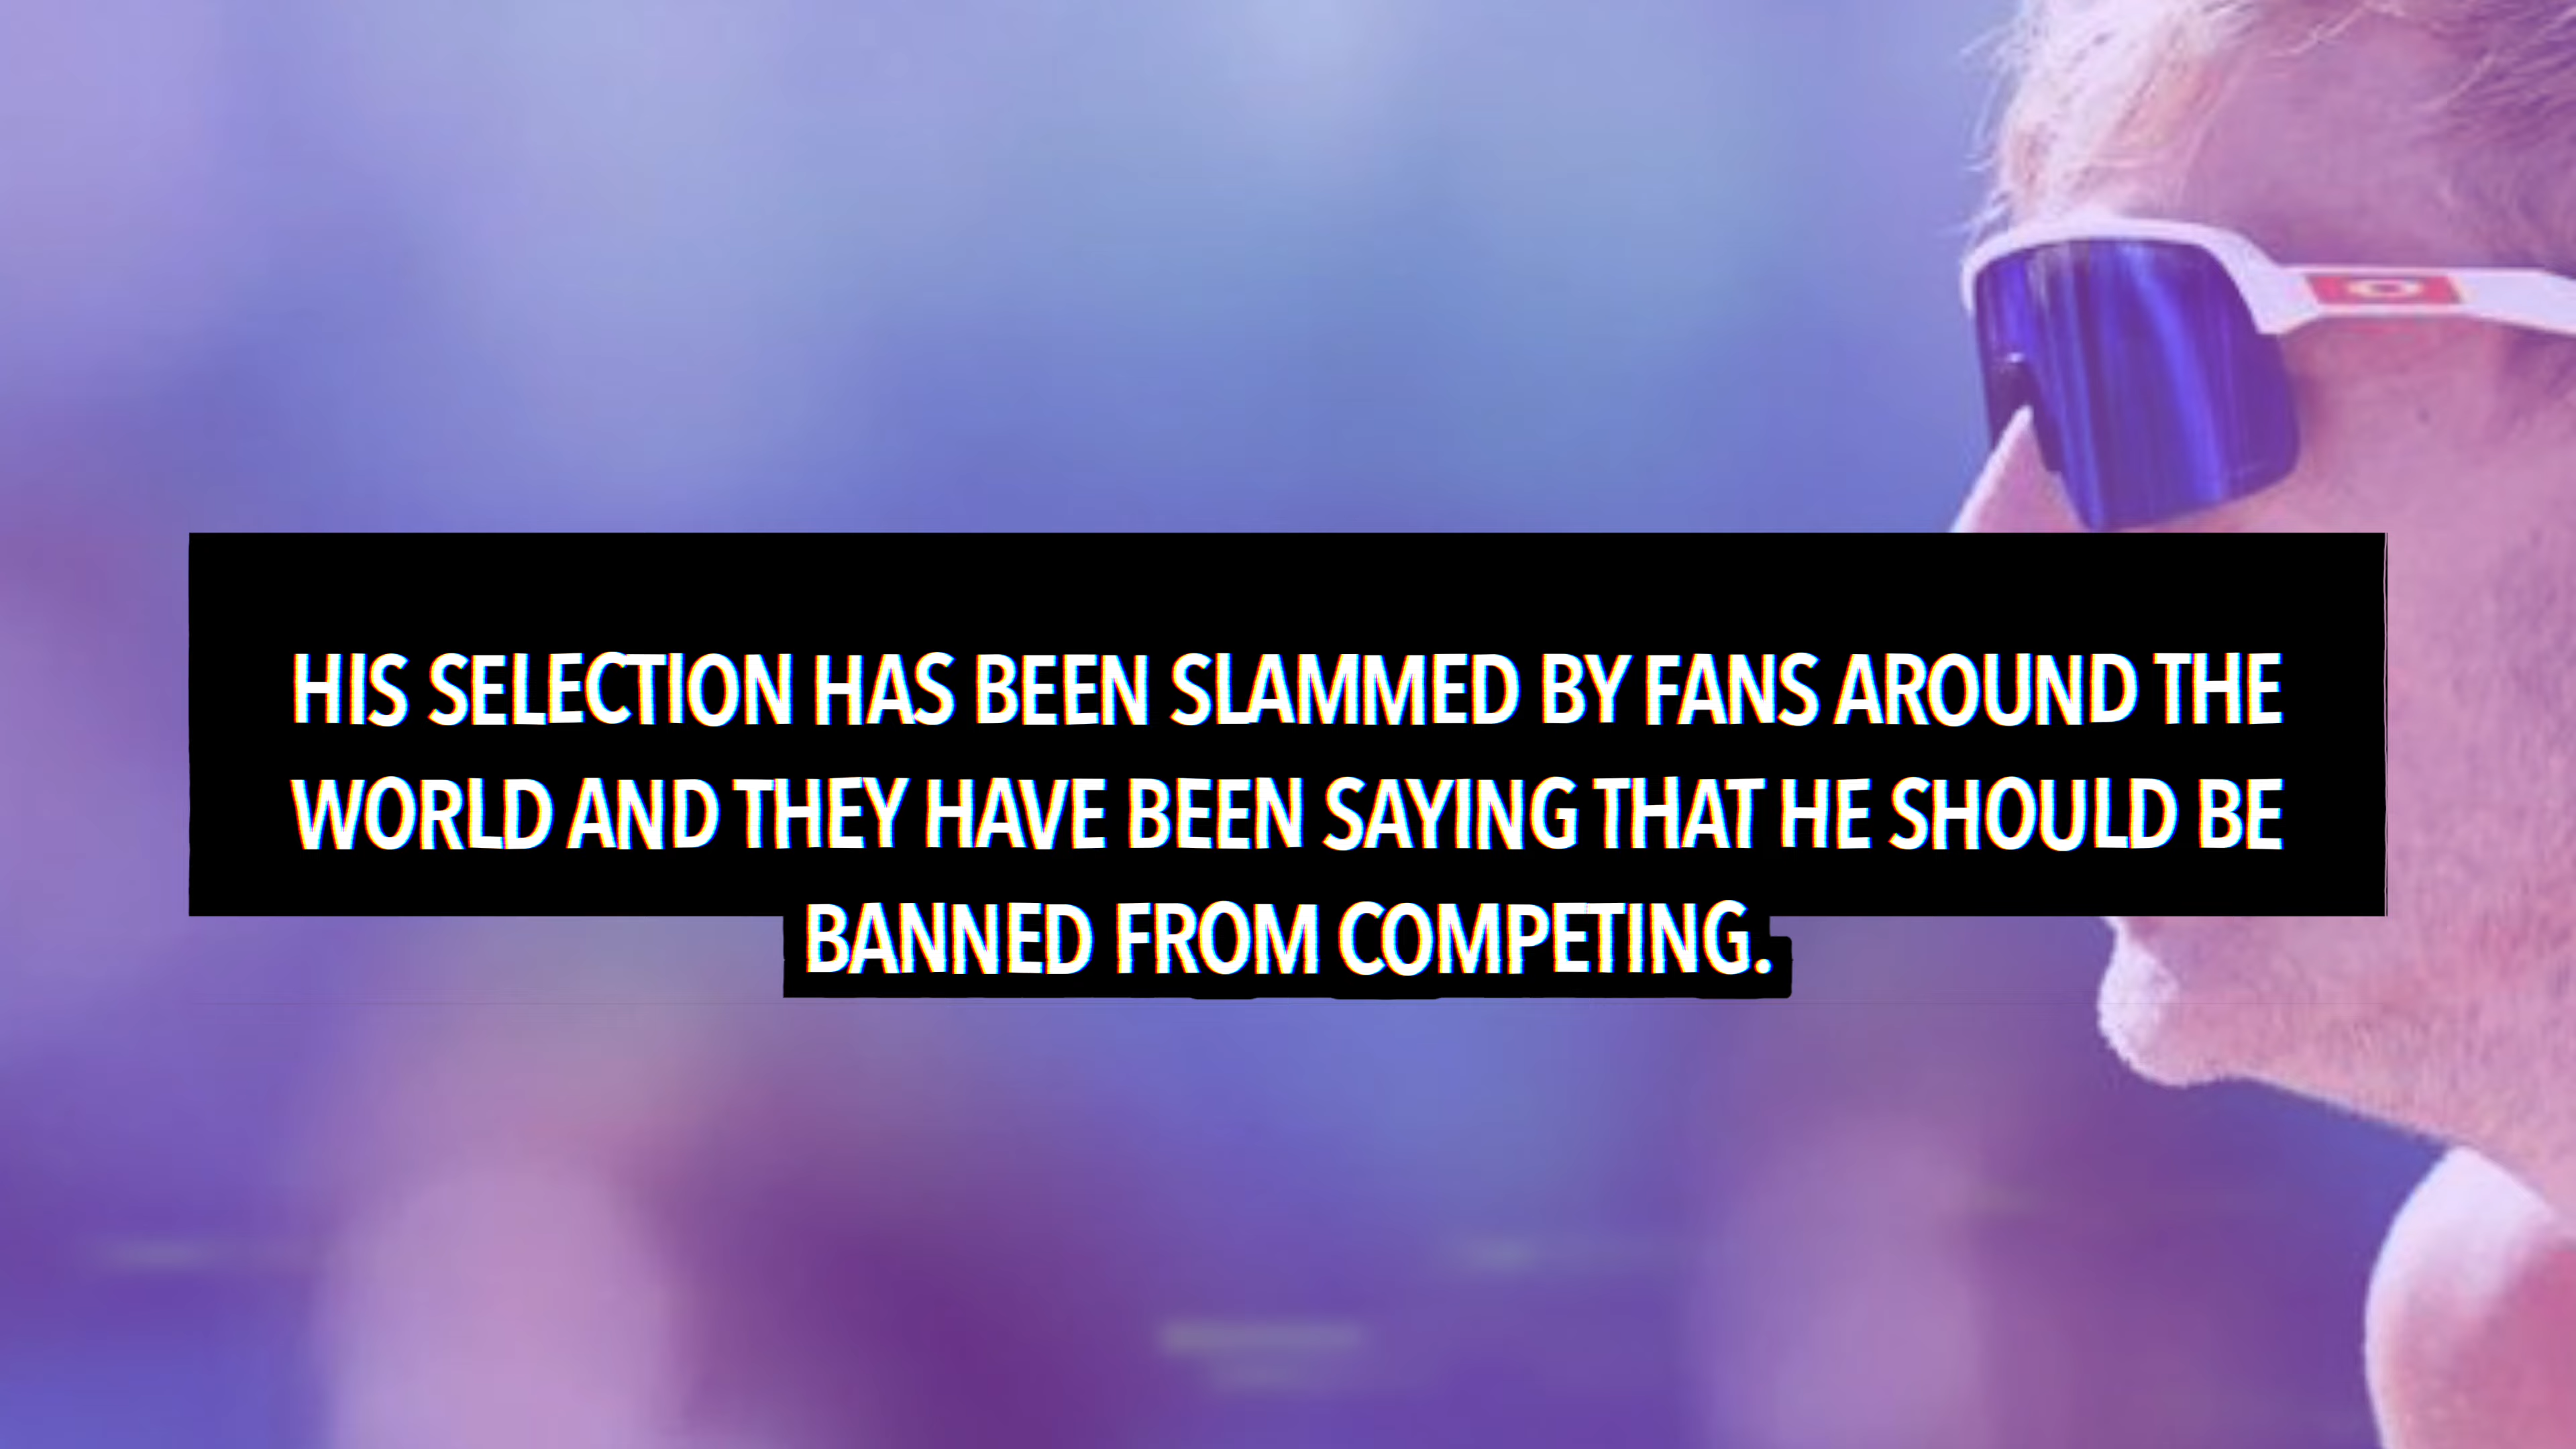 HIS SELECTION HAS BEEN SLAMMED BY FANS AROUND THE
WORLD AND THEY HAVE BEEN SAYING THAT HE SHOULD BE
BANNED FROM COMPETING.